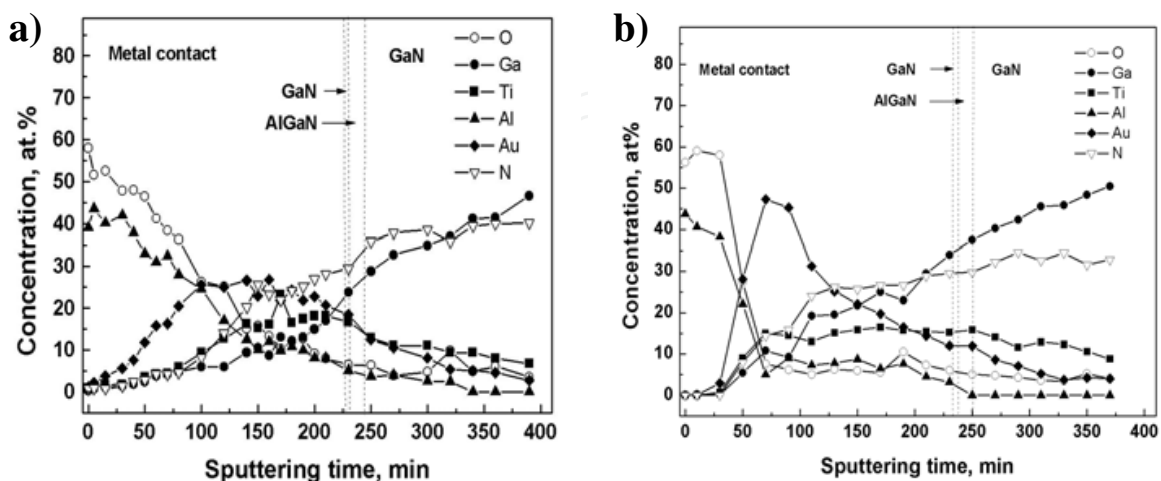 a)
Metal contact
GaN
GaN
AlGaN
O
Ga
Ti
Al
Au
N
Concentration, at.%
80
70
60
50
40
30
20
10
0
0 50 100 150 200 250 300 350 400
Sputtering time, min
b)
Metal contact
GaN
GaN
AlGaN
O
Ga
Ti
Al
Au
N
Concentration, at%
80
70
60
50
40
30
20
10
0
0 50 100 150 200 250 300 350 400
Sputtering time, min